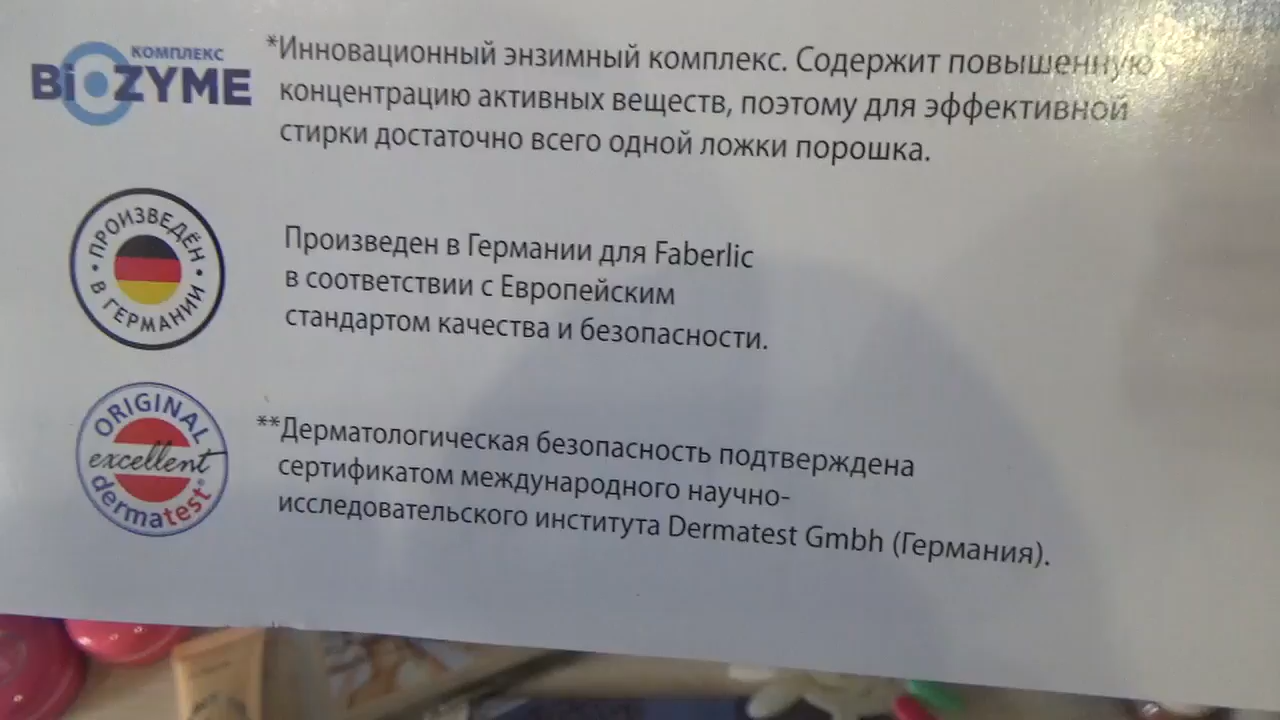 КОМПЛЕКС
BiOZYME
*Инновационный энзимный комплекс. Содержит повышенную
концентрацию активных веществ, поэтому для эффективной
стирки достаточно всего одной ложки порошка.
ПРОИЗВЕДЁН
В ГЕРМАНИИ
Произведен в Германии для Faberlic
в соответствии с Европейским
стандартом качества и безопасности.
ORIGINAL
excellent
dermatest®
**Дерматологическая безопасность подтверждена
сертификатом международного научно-
исследовательского института Dermatest Gmbh (Германия).